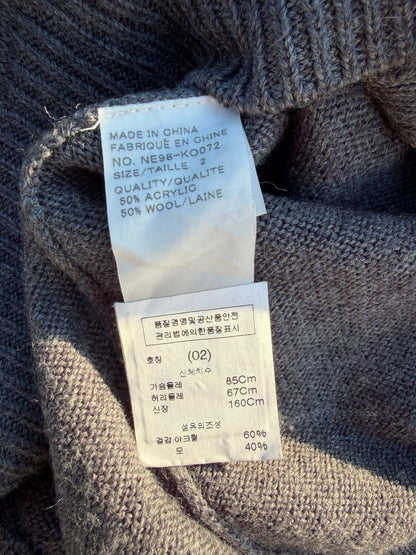 MADE IN CHINA
FABRIQUÉ EN CHINE
NO. NE98-KO072
SIZE/TAILLE 2
QUALITY/QUALITE
50% ACRYLIC
50% WOOL/LAINE
품질경영및공산품안전
관리법에의한품질표시
호칭 (02)
신체치수
가슴둘레 85Cm
허리둘레 67Cm
신장 160Cm
섬유의조성
겉감 아크릴 60%
모 40%